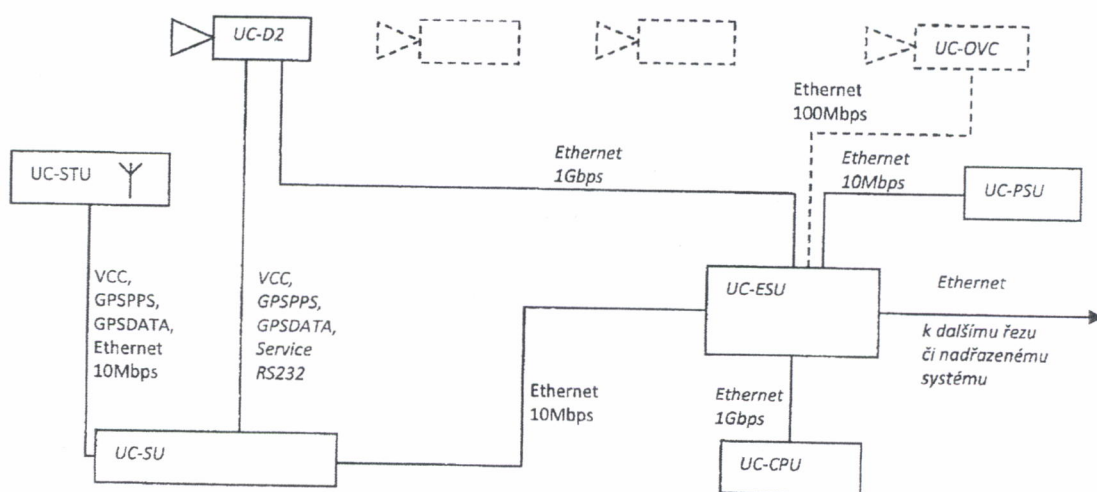 UC-D2
UC-OVC
Ethernet
100Mbps
Ethernet
1Gbps
Ethernet
10Mbps
UC-STU
UC-PSU
VCC,
GPSPPS,
GPSDATA,
Ethernet
10Mbps
VCC,
GPSPPS,
GPSDATA,
Service
RS232
UC-ESU
Ethernet
k dalšímu řezu
či nadřazenému
systému
Ethernet
10Mbps
Ethernet
1Gbps
UC-SU
UC-CPU